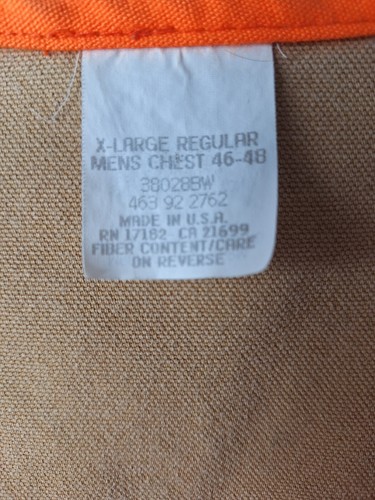 X-LARGE REGULAR
MENS CHEST 46-48
38028BW
463 92 2762
MADE IN U.S.A.
RN 17182 CA 21699
FIBER CONTENT/CARE
ON REVERSE